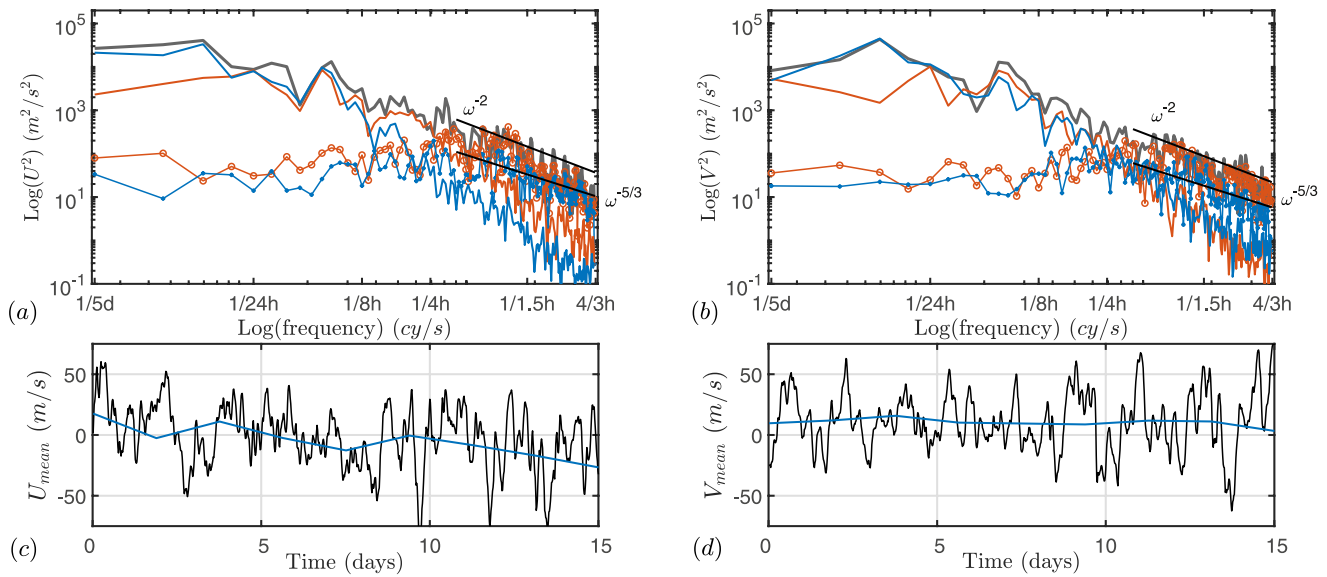 10^5
10^3
10^1
10^-1
Log(U^2) (m^2/s^2)
ω^-2
ω^-5/3
1/5d
1/24h
1/8h
1/4h
1/1.5h
4/3h
(a)
Log(frequency) (cy/s)
10^5
10^3
10^1
10^-1
Log(V^2) (m^2/s^2)
ω^-2
ω^-5/3
1/5d
1/24h
1/8h
1/4h
1/1.5h
4/3h
(b)
Log(frequency) (cy/s)
50
0
-50
U_mean (m/s)
0
5
10
15
(c)
Time (days)
50
0
-50
V_mean (m/s)
0
5
10
15
(d)
Time (days)